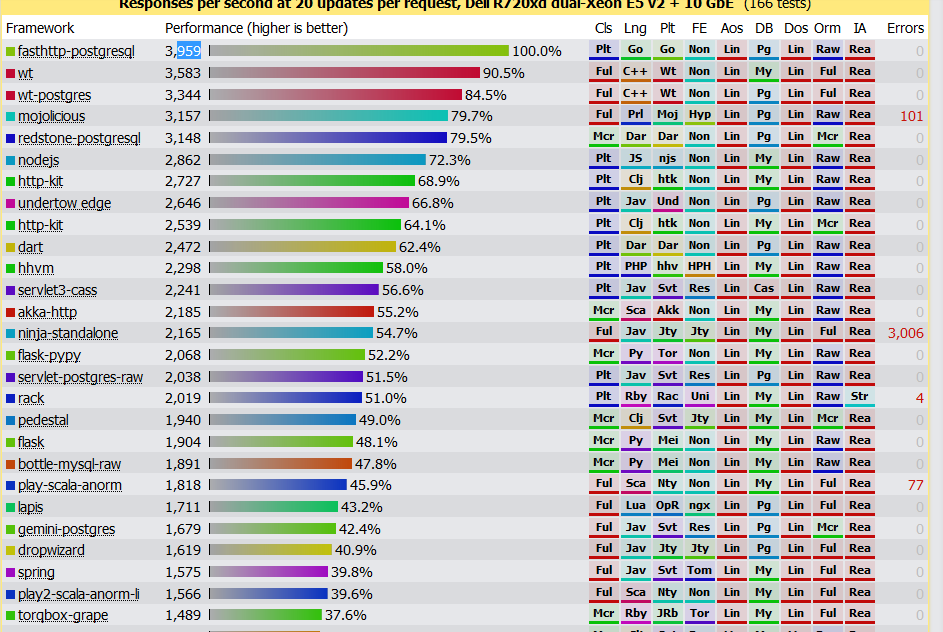 Responses per second at 20 updates per request, Dell R720xd dual-Xeon E5 v2 + 10 GbE (166 tests)
Framework Performance (higher is better) Cls Lng Plt FE Aos DB Dos Orm IA Errors
fasthttp-postgresql 3,959 100.0% Plt Go Go Non Lin Pg Lin Raw Rea 0
wt 3,583 90.5% Ful C++ Wt Non Lin My Lin Ful Rea 0
wt-postgres 3,344 84.5% Ful C++ Wt Non Lin Pg Lin Ful Rea 0
mojolicious 3,157 79.7% Ful Prl Moj Hyp Lin Pg Lin Raw Rea 101
redstone-postgresql 3,148 79.5% Mcr Dar Dar Non Lin Pg Lin Mcr Rea 0
nodejs 2,862 72.3% Plt JS njs Non Lin My Lin Raw Rea 0
http-kit 2,727 68.9% Plt Clj htk Non Lin My Lin Raw Rea 0
undertow edge 2,646 66.8% Plt Jav Und Non Lin Pg Lin Raw Rea 0
http-kit 2,539 64.1% Plt Clj htk Non Lin My Lin Mcr Rea 0
dart 2,472 62.4% Plt Dar Dar Non Lin Pg Lin Raw Rea 0
hhvm 2,298 58.0% Plt PHP hhv HPH Lin My Lin Raw Rea 0
servlet3-cass 2,241 56.6% Plt Jav Svt Res Lin Cas Lin Raw Rea 0
akka-http 2,185 55.2% Mcr Sca Akk Non Lin My Lin Raw Rea 0
ninja-standalone 2,165 54.7% Ful Jav Jty Jty Lin My Lin Ful Rea 3,006
flask-pypy 2,068 52.2% Mcr Py Tor Non Lin My Lin Raw Rea 0
servlet-postgres-raw 2,038 51.5% Plt Jav Svt Res Lin Pg Lin Raw Rea 0
rack 2,019 51.0% Plt Rby Rac Uni Lin My Lin Raw Str 4
pedestal 1,940 49.0% Mcr Clj Svt Jty Lin My Lin Mcr Rea 0
flask 1,904 48.1% Mcr Py Mei Non Lin My Lin Raw Rea 0
bottle-mysql-raw 1,891 47.8% Mcr Py Mei Non Lin My Lin Raw Rea 0
play-scala-anorm 1,818 45.9% Ful Sca Nty Non Lin My Lin Ful Rea 77
lapis 1,711 43.2% Ful Lua OpR ngx Lin Pg Lin Raw Rea 0
gemini-postgres 1,679 42.4% Ful Jav Svt Res Lin Pg Lin Mcr Rea 0
dropwizard 1,619 40.9% Ful Jav Jty Jty Lin Pg Lin Ful Rea 0
spring 1,575 39.8% Ful Jav Svt Tom Lin My Lin Ful Rea 0
play2-scala-anorm-li 1,566 39.6% Ful Sca Nty Non Lin My Lin Raw Rea 0
torqbox-grape 1,489 37.6% Mcr Rby JRb Tor Lin My Lin Ful Rea 0